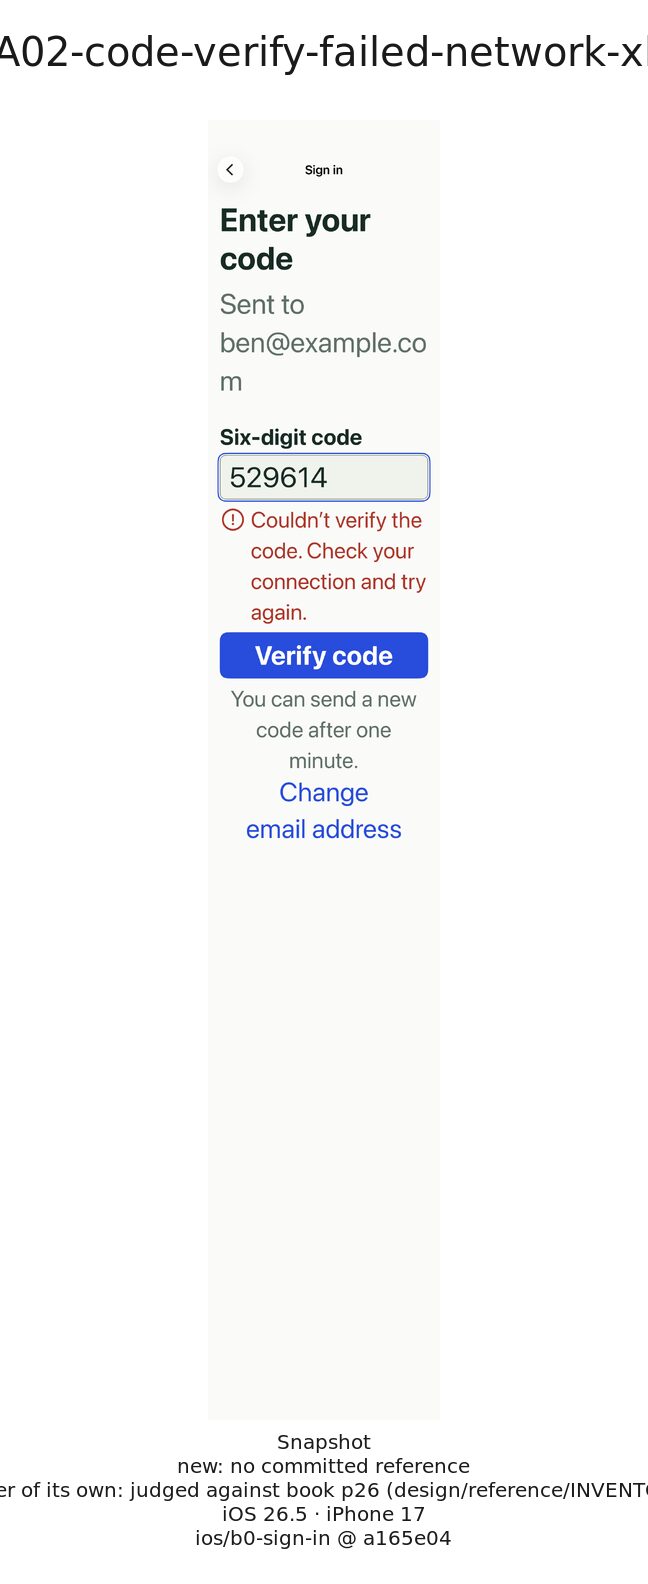 A02-code-verify-failed-network-x
Sign in
Enter your
code
Sent to
ben@example.co
m
Six-digit code
529614
Couldn’t verify the
code. Check your
connection and try
again.
Verify code
You can send a new
code after one
minute.
Change
email address
Snapshot
new: no committed reference
er of its own: judged against book p26 (design/reference/INVENT
iOS 26.5 · iPhone 17
ios/b0-sign-in @ a165e04